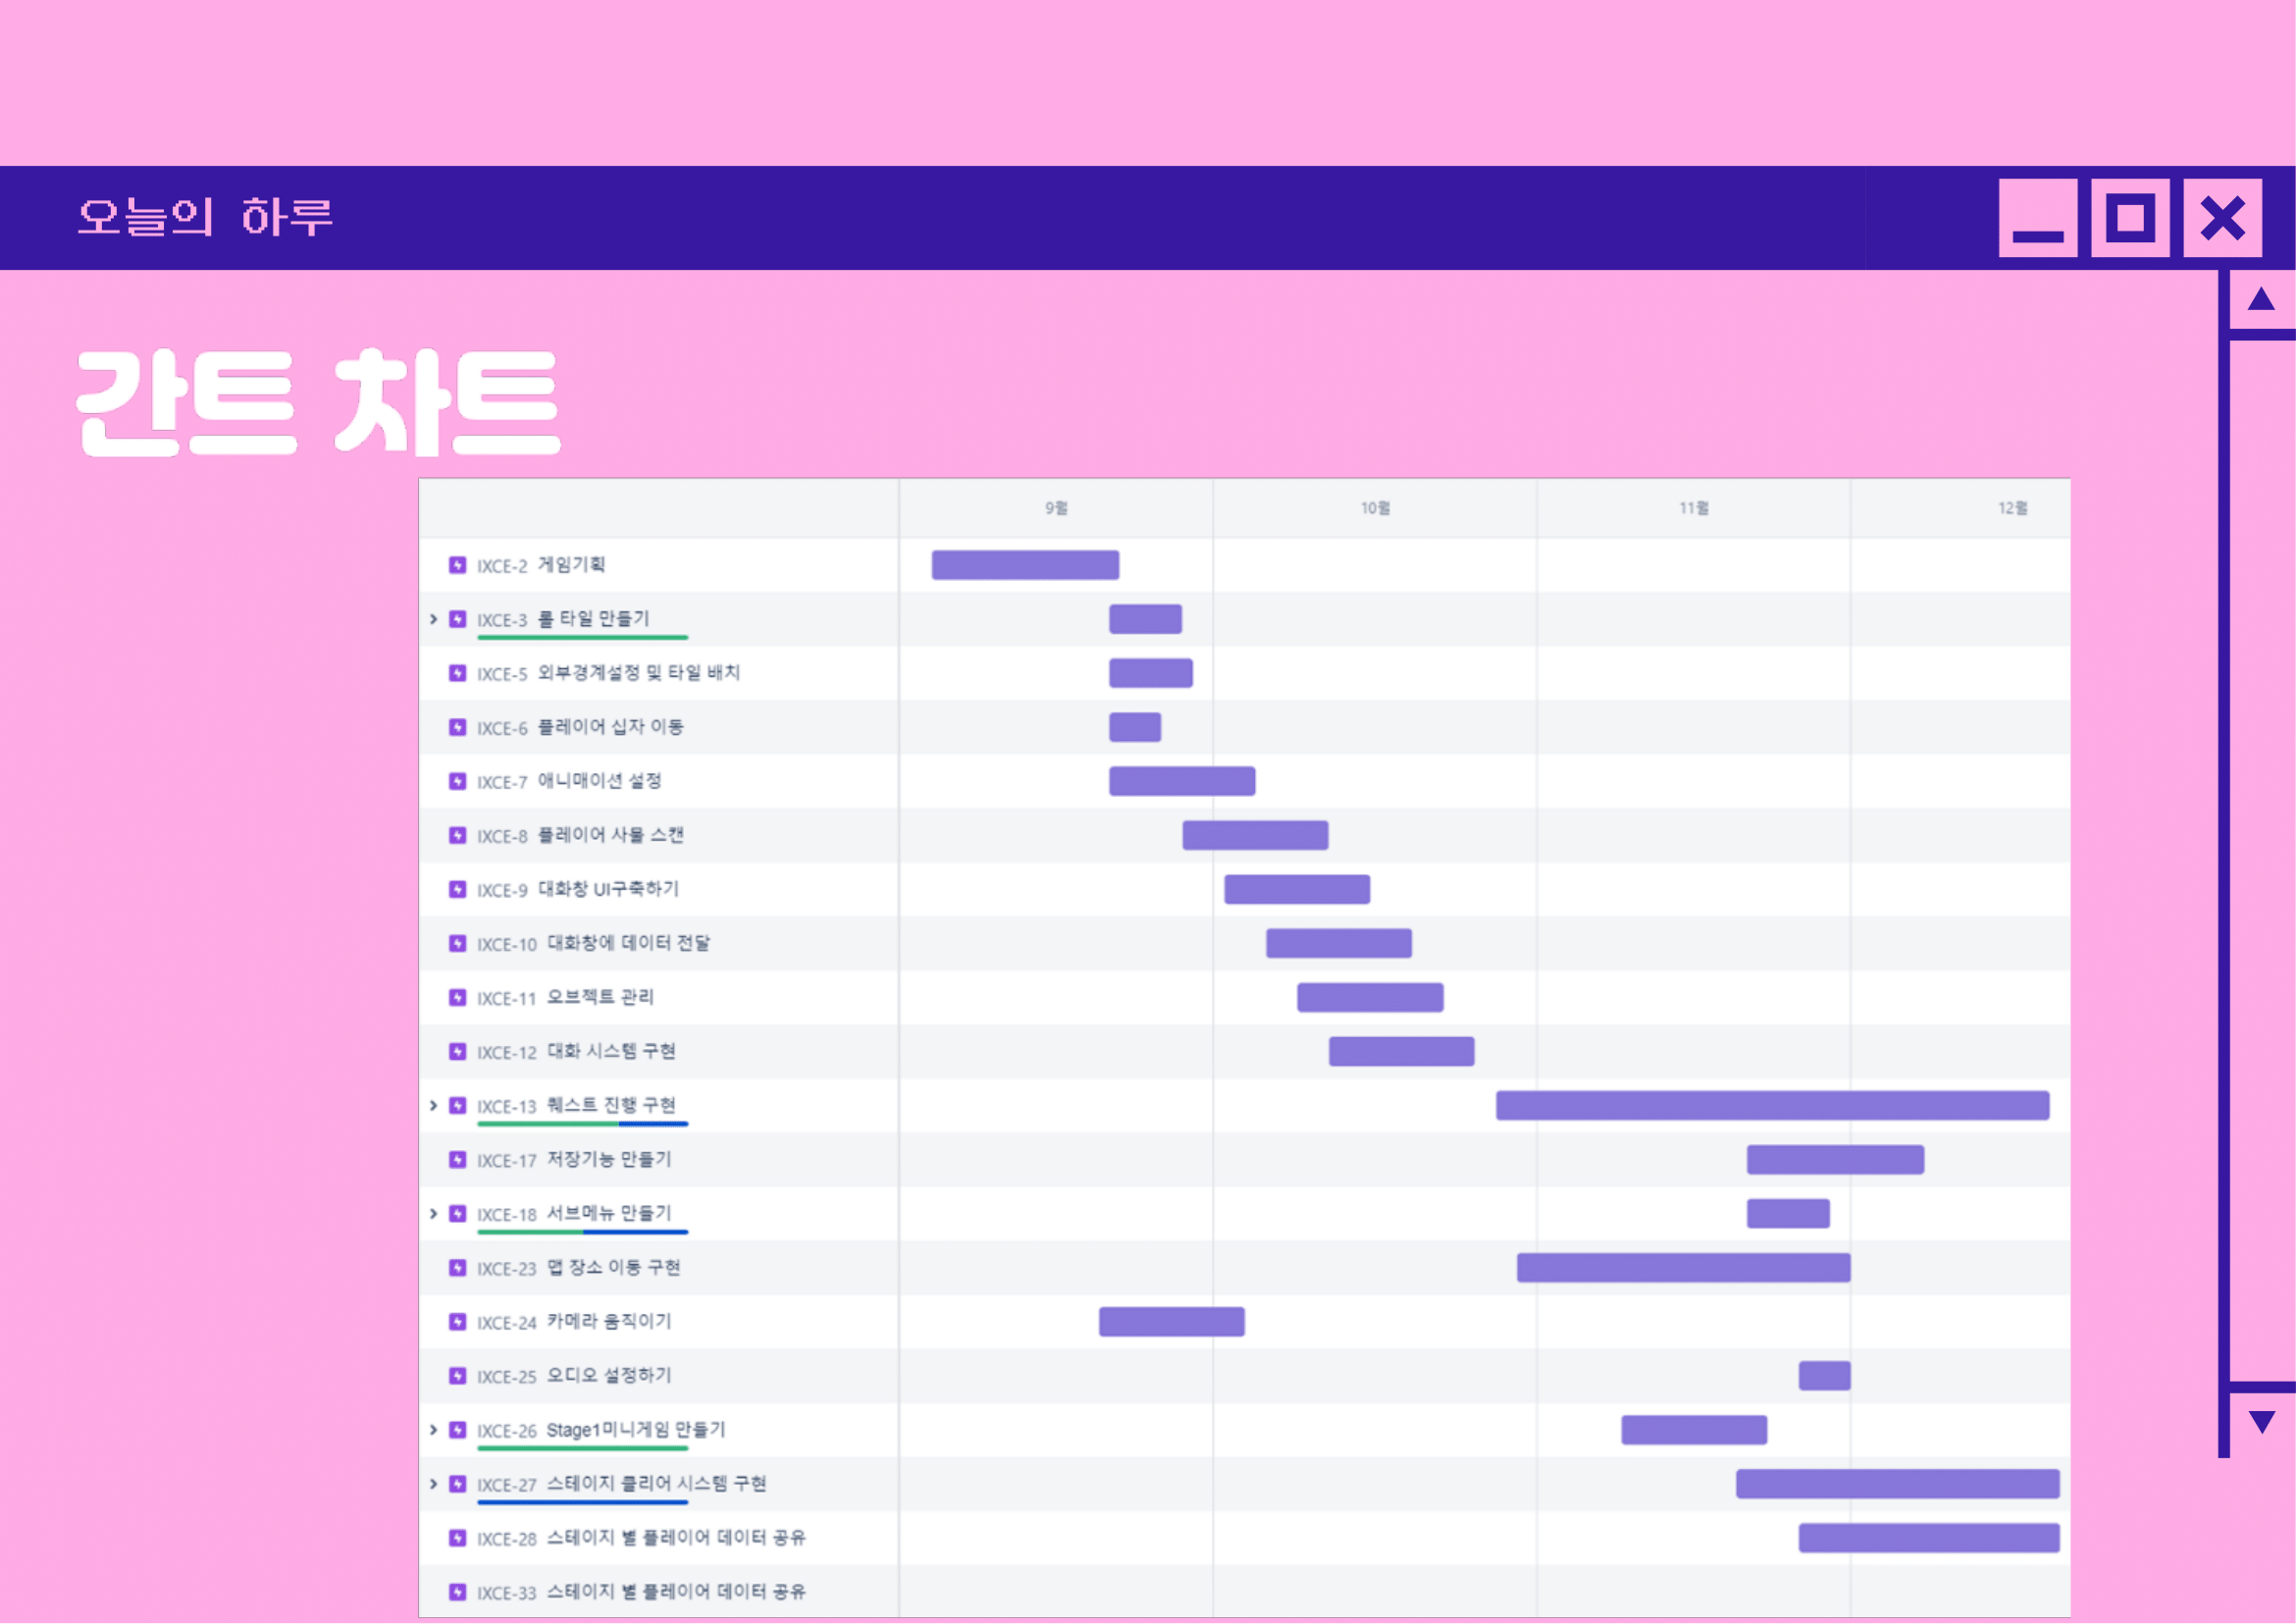 오늘의 하루
간트 차트
9월 10월 11월 12월
IXCE-2 게임기획
IXCE-3 룰 타일 만들기
IXCE-5 외부경계설정 및 타일 배치
IXCE-6 플레이어 십자 이동
IXCE-7 애니매이션 설정
IXCE-8 플레이어 사물 스캔
IXCE-9 대화창 UI구축하기
IXCE-10 대화창에 데이터 전달
IXCE-11 오브젝트 관리
IXCE-12 대화 시스템 구현
IXCE-13 퀘스트 진행 구현
IXCE-17 저장기능 만들기
IXCE-18 서브메뉴 만들기
IXCE-23 맵 장소 이동 구현
IXCE-24 카메라 움직이기
IXCE-25 오디오 설정하기
IXCE-26 Stage1미니게임 만들기
IXCE-27 스테이지 클리어 시스템 구현
IXCE-28 스테이지 별 플레이어 데이터 공유
IXCE-33 스테이지 별 플레이어 데이터 공유